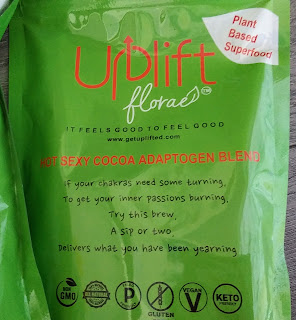 Plant
Based
Superfood
Uplift
florae™
IT FEELS GOOD TO FEEL GOOD
www.getuplifted.com
HOT SEXY COCOA ADAPTOGEN BLEND
If your chakras need some turning,
To get your inner passions burning,
Try this brew,
A sip or two
Delivers what you have been yearning
NON
GMO
P
GLUTEN
VEGAN
KETO